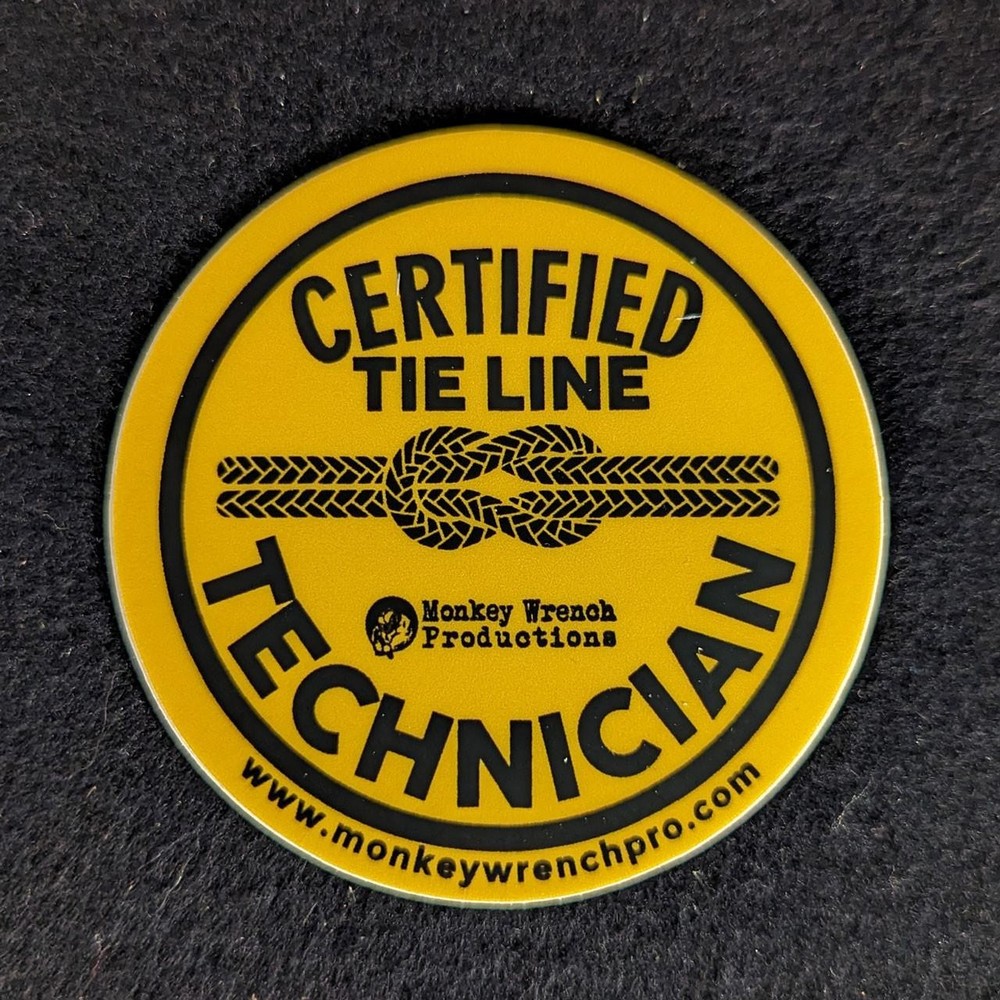 CERTIFIED
TIE LINE
Monkey Wrench
Productions
TECHNICIAN
www.monkeywrenchpro.com